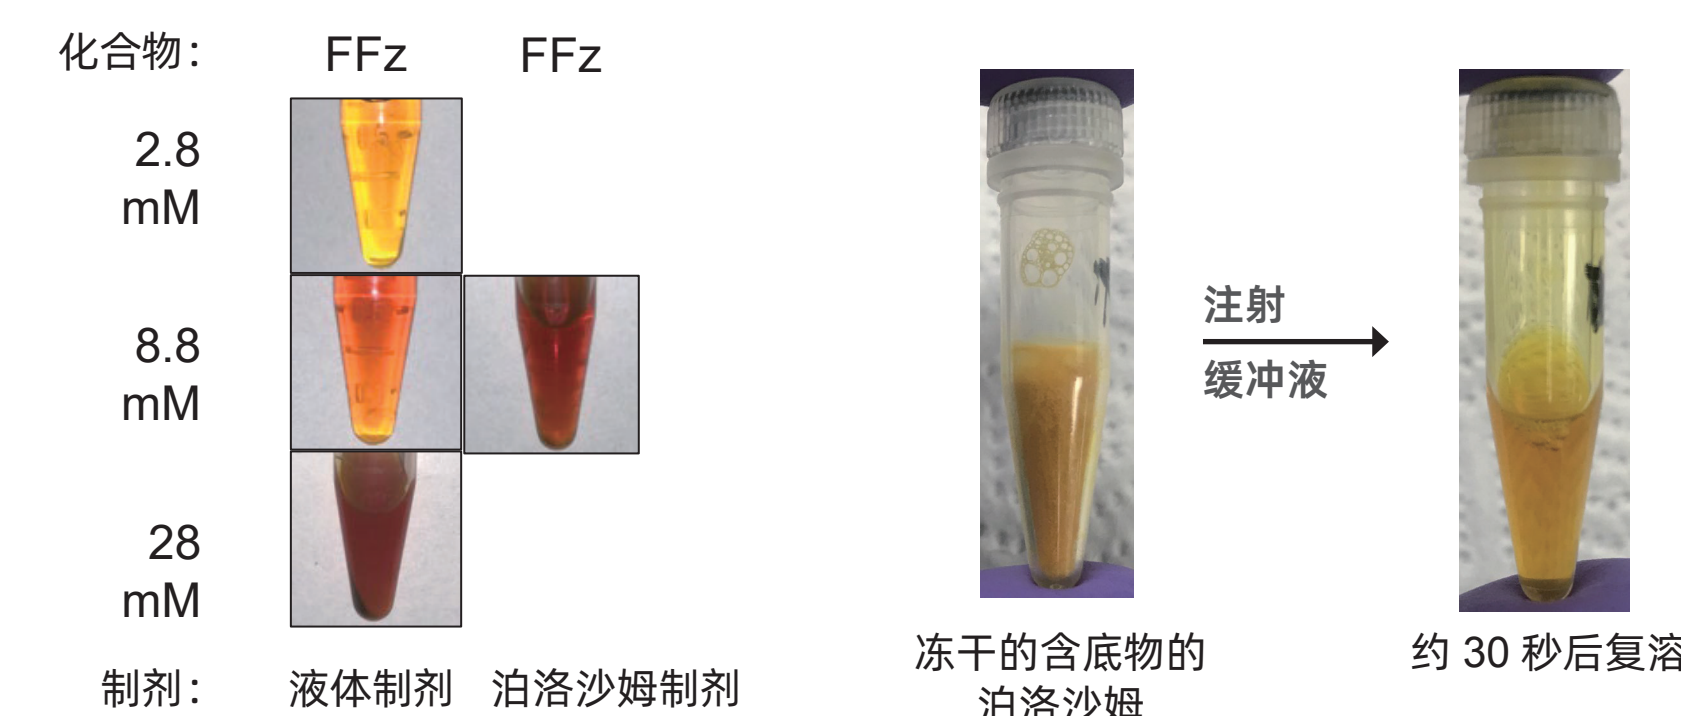 化合物：
FFz
FFz
2.8
mM
8.8
mM
28
mM
制剂：
液体制剂
泊洛沙姆制剂
注射
缓冲液
冻干的含底物的
泊洛沙姆
约 30 秒后复溶